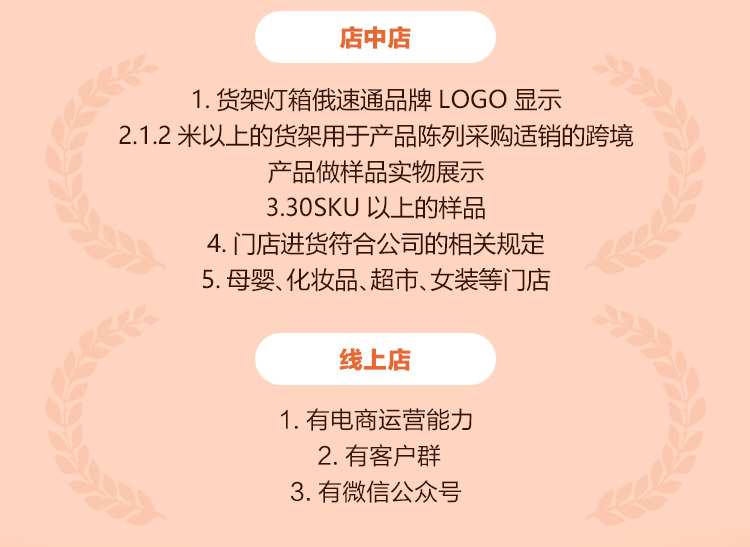 店中店
1. 货架灯箱俄速通品牌 LOGO 显示
2.1.2 米以上的货架用于产品陈列采购适销的跨境
产品做样品实物展示
3.30SKU 以上的样品
4. 门店进货符合公司的相关规定
5. 母婴、化妆品、超市、女装等门店
线上店
1. 有电商运营能力
2. 有客户群
3. 有微信公众号